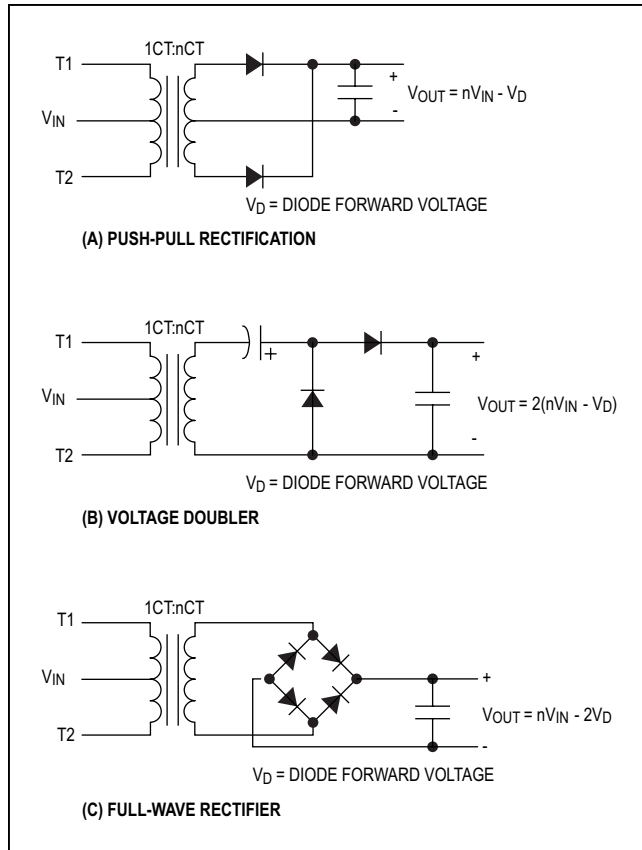 1CT:nCT
T1
VIN
T2
+
-
VOUT = nVIN - VD
VD = DIODE FORWARD VOLTAGE
(A) PUSH-PULL RECTIFICATION
1CT:nCT
T1
VIN
T2
+
+
-
VOUT = 2(nVIN - VD)
VD = DIODE FORWARD VOLTAGE
(B) VOLTAGE DOUBLER
1CT:nCT
T1
VIN
T2
+
-
VOUT = nVIN - 2VD
VD = DIODE FORWARD VOLTAGE
(C) FULL-WAVE RECTIFIER